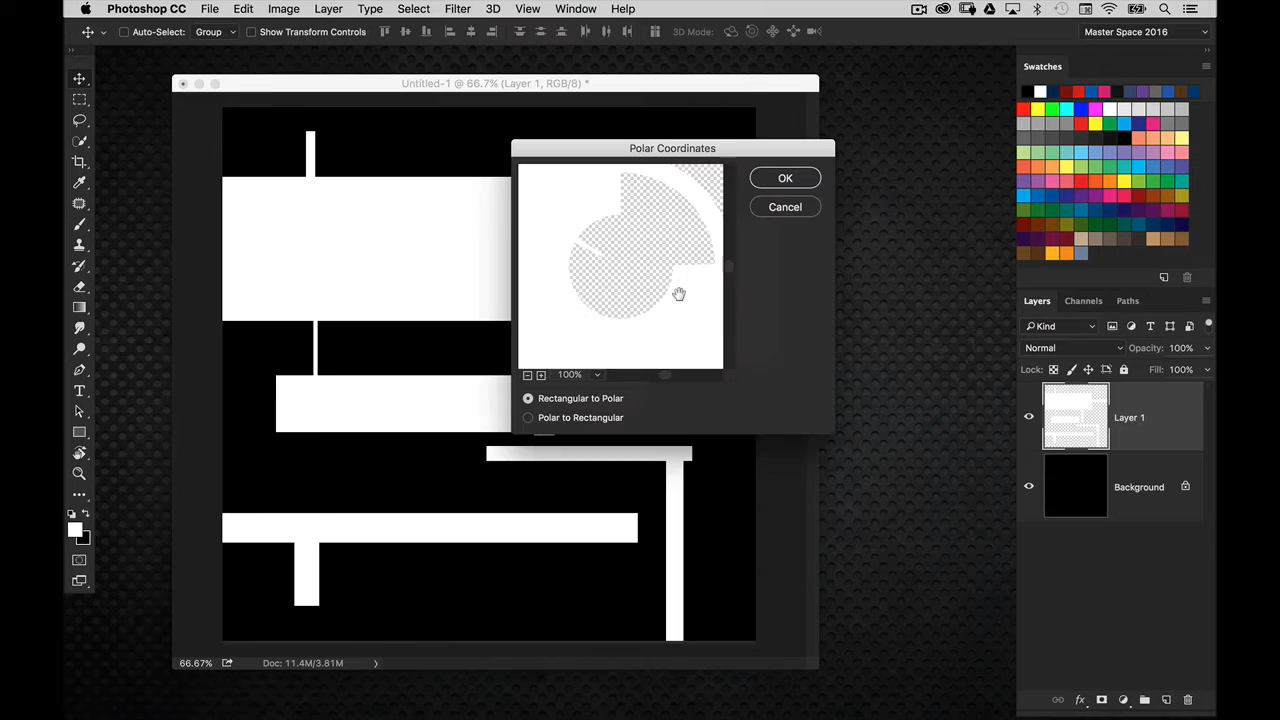 Photoshop CC File Edit Image Layer Type Select Filter 3D View Window Help
Auto-Select: Group Show Transform Controls 3D Mode: Master Space 2016
Untitled-1 @ 66.7% (Layer 1, RGB/8) *
Swatches
Polar Coordinates
OK
Cancel
100%
Rectangular to Polar
Polar to Rectangular
Layers Channels Paths
Kind
Normal Opacity: 100%
Lock: Fill: 100%
Layer 1
Background
66.67% Doc: 11.4M/3.81M